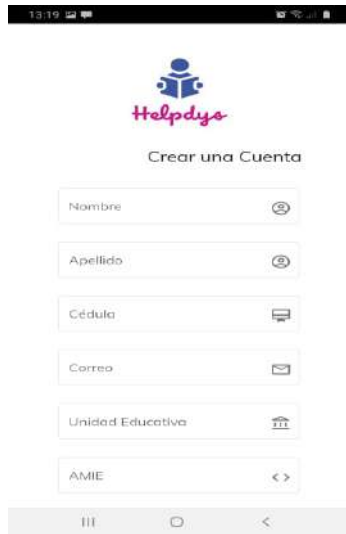 13:19
Helpdys
Crear una Cuenta
Nombre
Apellido
Cédula
Correo
Unidad Educativa
AMIE